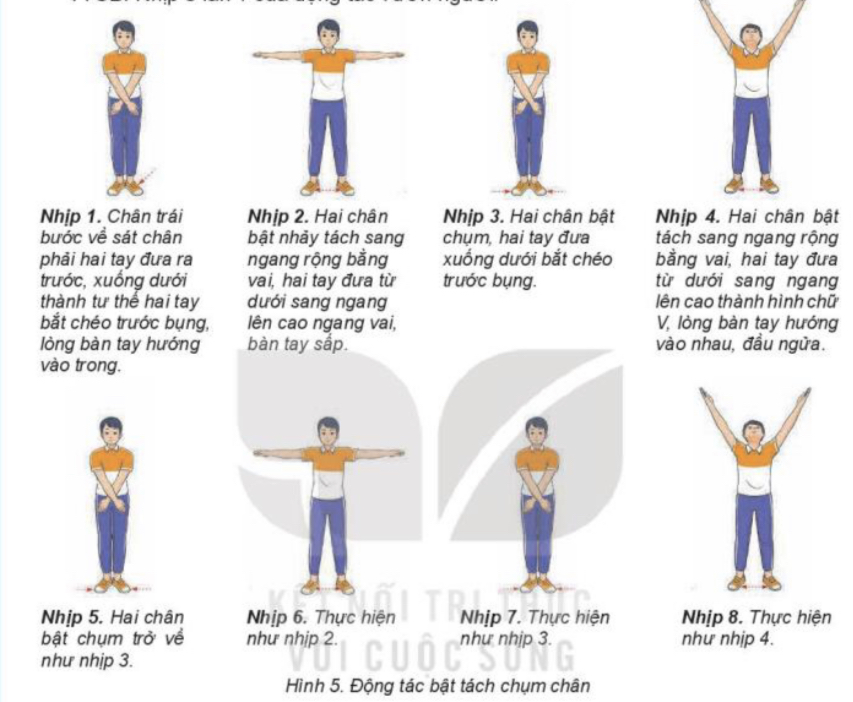 Nhịp 1. Chân trái
bước về sát chân
phải hai tay đưa ra
trước, xuống dưới
thành tư thế hai tay
bắt chéo trước bụng,
lòng bàn tay hướng
vào trong.
Nhịp 2. Hai chân
bật nhảy tách sang
ngang rộng bằng
vai, hai tay đưa từ
dưới sang ngang
lên cao ngang vai,
bàn tay sấp.
Nhịp 3. Hai chân bật
chụm, hai tay đưa
xuống dưới bắt chéo
trước bụng.
Nhịp 4. Hai chân bật
tách sang ngang rộng
bằng vai, hai tay đưa
từ dưới sang ngang
lên cao thành hình chữ
V, lòng bàn tay hướng
vào nhau, đầu ngửa.
Nhịp 5. Hai chân
bật chụm trở về
như nhịp 3.
Nhịp 6. Thực hiện
như nhịp 2.
Nhịp 7. Thực hiện
như nhịp 3.
Nhịp 8. Thực hiện
như nhịp 4.
KẾT NỐI TRI THỨC
VỚI CUỘC SỐNG
Hình 5. Động tác bật tách chụm chân